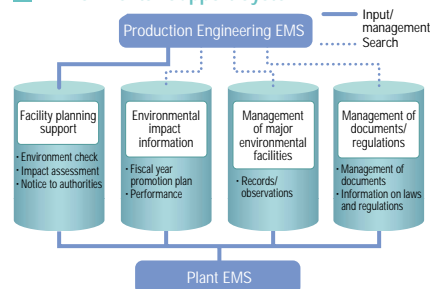 Production Engineering EMS
Input/
management
Search
Facility planning
support
・Environment check
・Impact assessment
・Notice to authorities
Environmental
impact
information
・Fiscal year
promotion plan
・Performance
Management
of major
environmental
facilities
・Records/
observations
Management of
documents/
regulations
・Management of
documents
・Information on laws
and regulations
Plant EMS